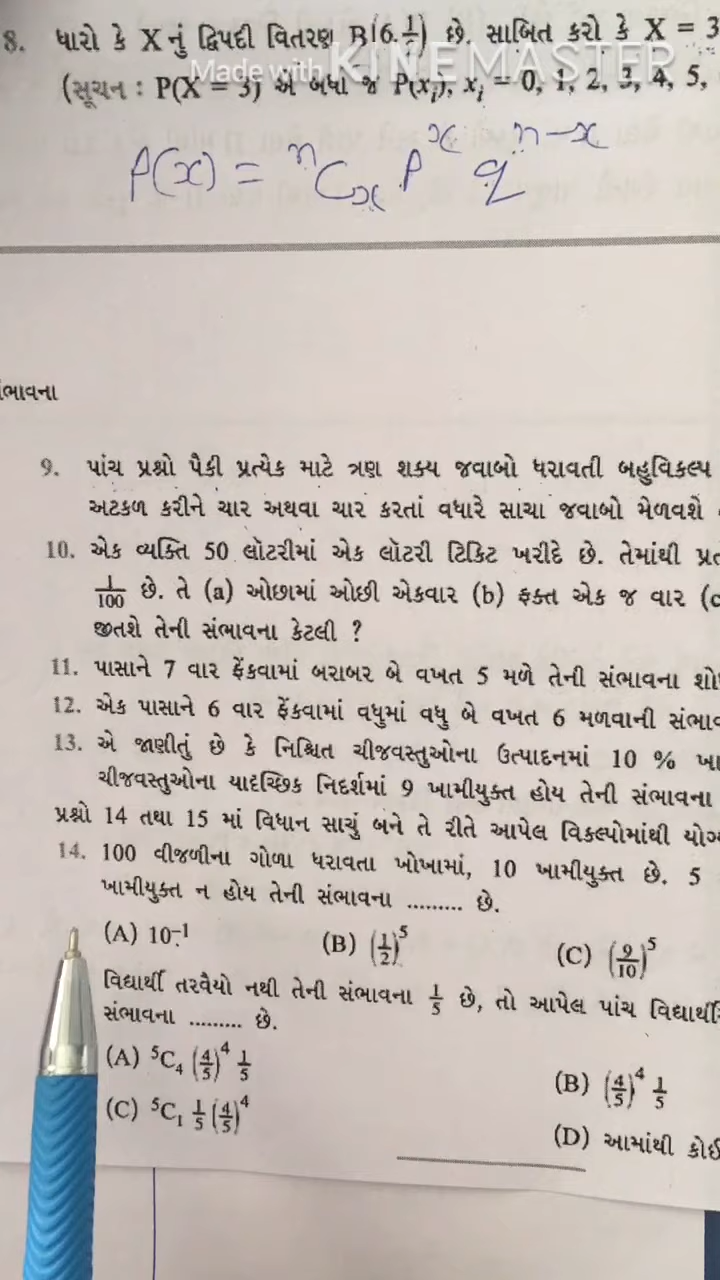 8. ધારો કે X નું દ્વિપદી વિતરણ B(6, 1/2) છે. સાબિત કરો કે X = 3
Made with KINEMASTER
(સૂચન : P(X = 3) એ બધા જ P(xᵢ), xᵢ = 0, 1, 2, 3, 4, 5,
P(x) = ⁿCₓ Pˣ qⁿ⁻ˣ
સંભાવના
9. પાંચ પ્રશ્નો પૈકી પ્રત્યેક માટે ત્રણ શક્ય જવાબો ધરાવતી બહુવિકલ્પ
અટકળ કરીને ચાર અથવા ચાર કરતાં વધારે સાચા જવાબો મેળવશે
10. એક વ્યક્તિ 50 લૉટરીમાં એક લૉટરી ટિકિટ ખરીદે છે. તેમાંથી
1/100 છે. તે (a) ઓછામાં ઓછી એકવાર (b) ફક્ત એક જ વાર (c
જીતશે તેની સંભાવના કેટલી ?
11. પાસાને 7 વાર ફેંકવામાં બરાબર બે વખત 5 મળે તેની સંભાવના
12. એક પાસાને 6 વાર ફેંકવામાં વધુમાં વધુ બે વખત 6 મળવાની
13. એ જાણીતું છે કે નિશ્ચિત ચીજવસ્તુઓના ઉત્પાદનમાં 10 %
ચીજવસ્તુઓના યાદચ્છિક નિદર્શમાં 9 ખામીયુક્ત હોય તેની સંભાવના
પ્રશ્નો 14 તથા 15 માં વિધાન સાચું બને તે રીતે આપેલ વિકલ્પોમાંથી
14. 100 વીજળીના ગોળા ધરાવતા ખોખામાં, 10 ખામીયુક્ત છે. 5
ખામીયુક્ત ન હોય તેની સંભાવના ......... છે.
(A) 10⁻¹ (B) (1/2)⁵ (C) (9/10)⁵
વિદ્યાર્થી તરવૈયો નથી તેની સંભાવના 1/5 છે, તો આપેલ પાંચ
સંભાવના ......... છે.
(A) ⁵C₄ (4/5)⁴ 1/5 (B) (4/5)⁴ 1/5
(C) ⁵C₁ 1/5 (4/5)⁴ (D) આમાંથી